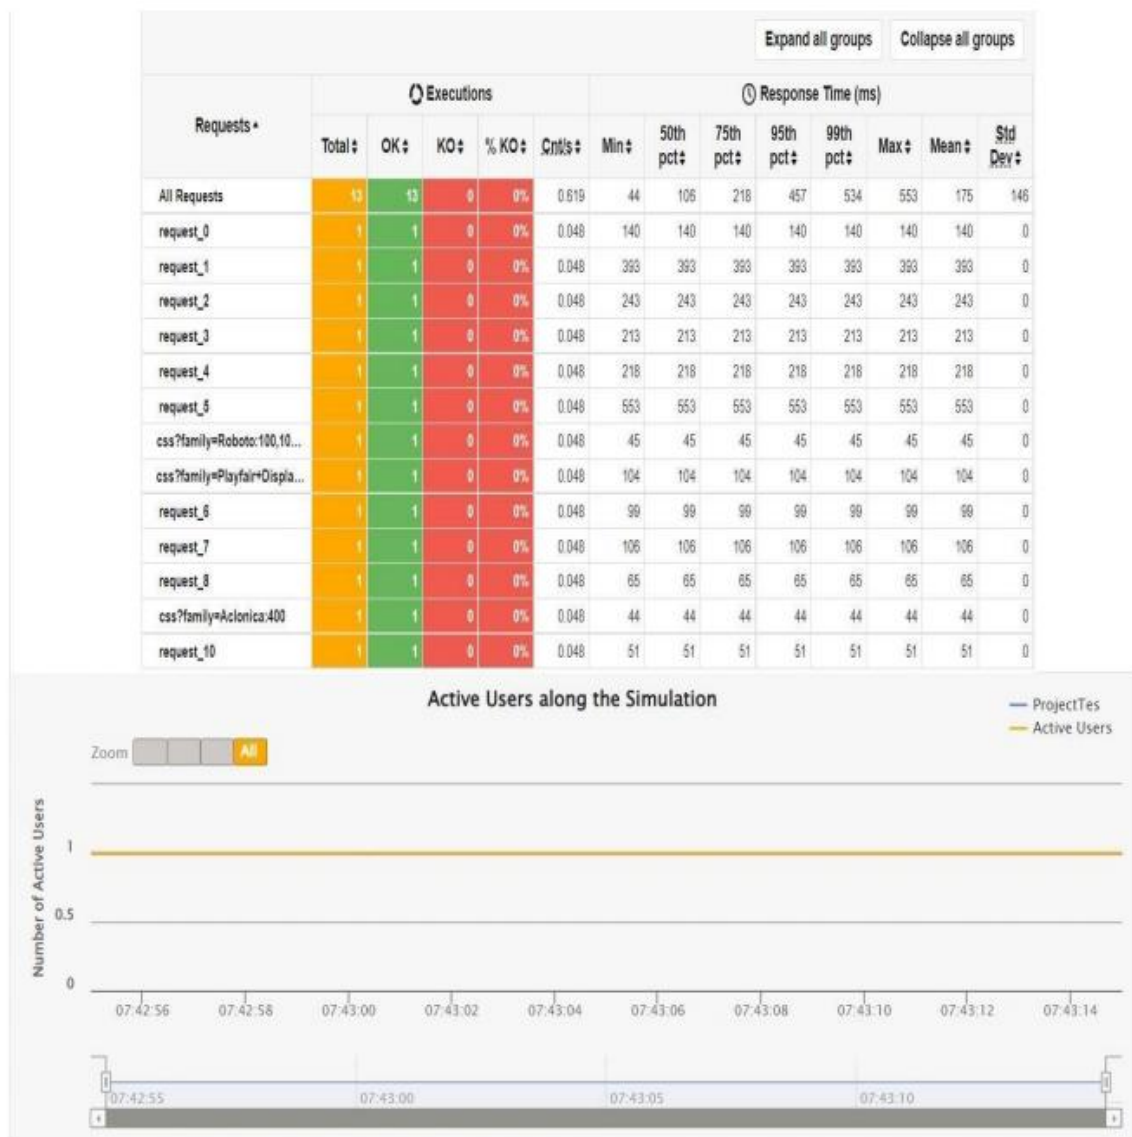 Expand all groups Collapse all groups
Requests Executions Response Time (ms)
Total OK KO % KO Cnt/s Min 50th pct 75th pct 95th pct 99th pct Max Mean Std Dev
All Requests 13 13 0 0% 0.619 44 106 218 457 534 553 175 146
request_0 1 1 0 0% 0.048 140 140 140 140 140 140 140 0
request_1 1 1 0 0% 0.048 393 393 393 393 393 393 393 0
request_2 1 1 0 0% 0.048 243 243 243 243 243 243 243 0
request_3 1 1 0 0% 0.048 213 213 213 213 213 213 213 0
request_4 1 1 0 0% 0.048 218 218 218 218 218 218 218 0
request_5 1 1 0 0% 0.048 553 553 553 553 553 553 553 0
css?family=Roboto:100,10... 1 1 0 0% 0.048 45 45 45 45 45 45 45 0
css?family=Playfair+Displa... 1 1 0 0% 0.048 104 104 104 104 104 104 104 0
request_6 1 1 0 0% 0.048 99 99 99 99 99 99 99 0
request_7 1 1 0 0% 0.048 106 106 106 106 106 106 106 0
request_8 1 1 0 0% 0.048 65 65 65 65 65 65 65 0
css?family=Aclonica:400 1 1 0 0% 0.048 44 44 44 44 44 44 44 0
request_10 1 1 0 0% 0.048 51 51 51 51 51 51 51 0
Active Users along the Simulation
ProjectTes
Active Users
Zoom All
Number of Active Users
1
0.5
0
07:42:56 07:42:58 07:43:00 07:43:02 07:43:04 07:43:06 07:43:08 07:43:10 07:43:12 07:43:14
07:42:55 07:43:00 07:43:05 07:43:10